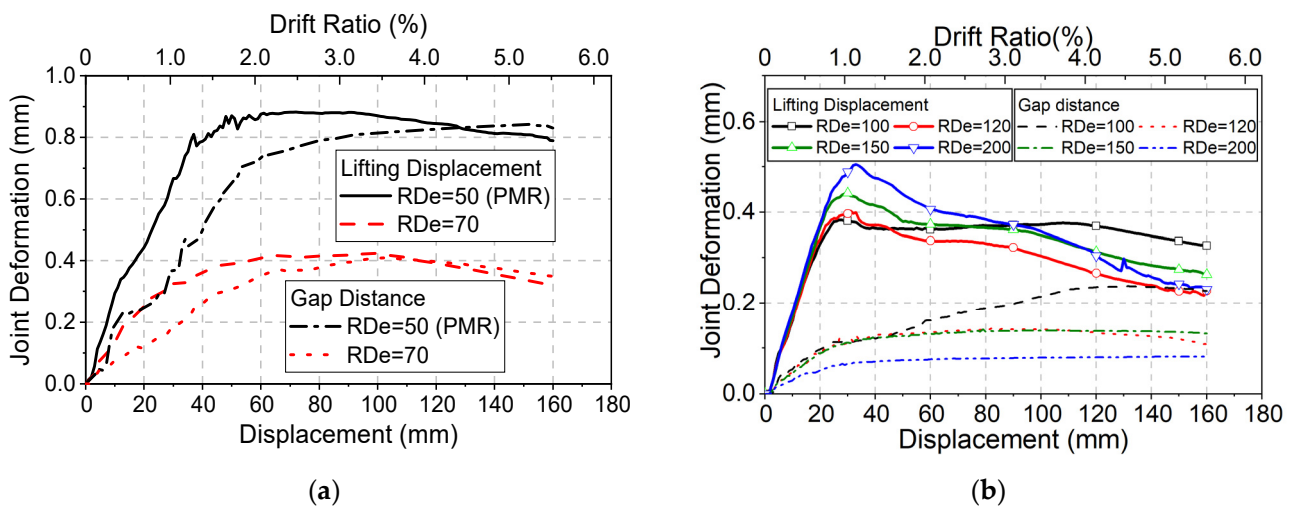 Drift Ratio (%)
0 1.0 2.0 3.0 4.0 5.0 6.0
Joint Deformation (mm)
1.0
0.8
0.6
0.4
0.2
0.0
Lifting Displacement
RDe=50 (PMR)
RDe=70
Gap Distance
RDe=50 (PMR)
RDe=70
0 20 40 60 80 100 120 140 160 180
Displacement (mm)
(a)
Drift Ratio(%)
0 1.0 2.0 3.0 4.0 5.0 6.0
Joint Deformation (mm)
0.6
0.4
0.2
0.0
Lifting Displacement
RDe=100 RDe=120
RDe=150 RDe=200
Gap distance
RDe=100 RDe=120
RDe=150 RDe=200
0 20 40 60 80 100 120 140 160 180
Displacement (mm)
(b)